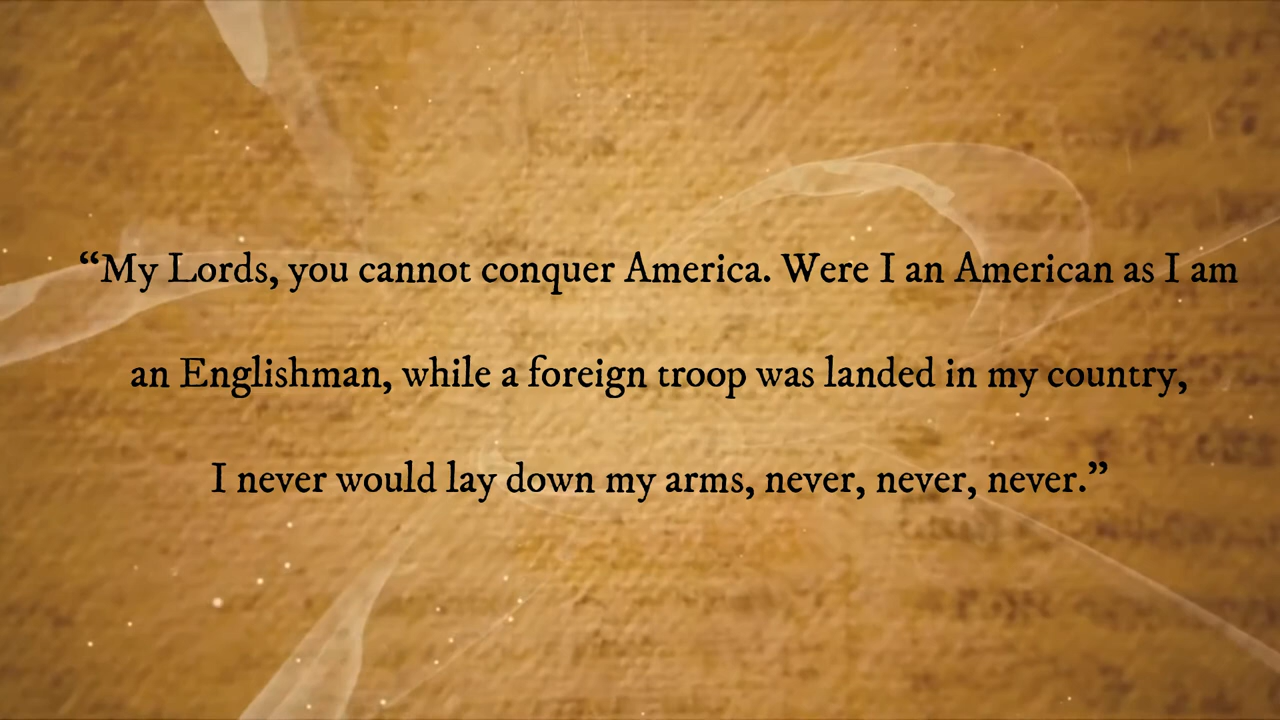 “My Lords, you cannot conquer America. Were I an American as I am
an Englishman, while a foreign troop was landed in my country,
I never would lay down my arms, never, never, never.”